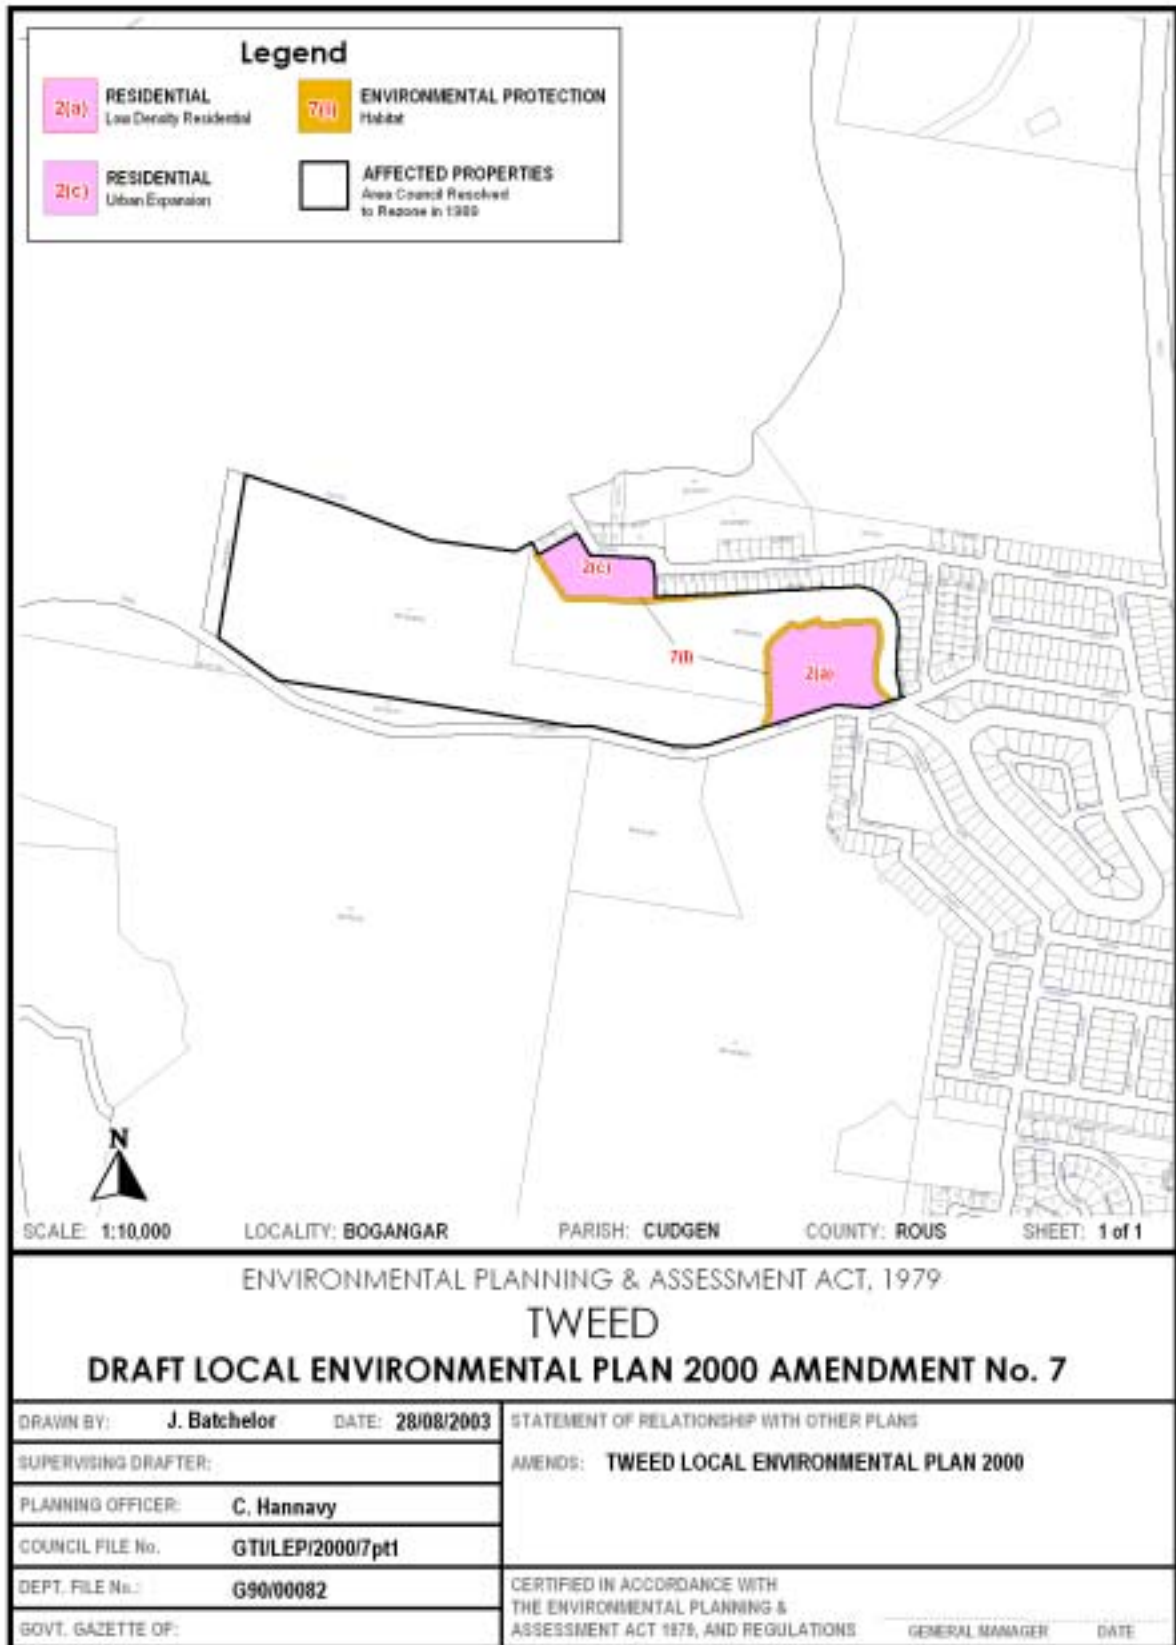 Legend
2(a) RESIDENTIAL
Low Density Residential
7(l) ENVIRONMENTAL PROTECTION
Habitat
2(c) RESIDENTIAL
Urban Expansion
AFFECTED PROPERTIES
Area Council Resolved
to Rezone in 1989
2(c)
7(l)
2(a)
N
SCALE: 1:10,000 LOCALITY: BOGANGAR PARISH: CUDGEN COUNTY: ROUS SHEET: 1 of 1
ENVIRONMENTAL PLANNING & ASSESSMENT ACT, 1979
TWEED
DRAFT LOCAL ENVIRONMENTAL PLAN 2000 AMENDMENT No. 7
DRAWN BY: J. Batchelor DATE: 28/08/2003
SUPERVISING DRAFTER:
PLANNING OFFICER: C. Hannavy
COUNCIL FILE No. GTI/LEP/2000/7pt1
DEPT. FILE No.: G90/00082
GOVT. GAZETTE OF:
STATEMENT OF RELATIONSHIP WITH OTHER PLANS
AMENDS: TWEED LOCAL ENVIRONMENTAL PLAN 2000
CERTIFIED IN ACCORDANCE WITH
THE ENVIRONMENTAL PLANNING &
ASSESSMENT ACT 1979, AND REGULATIONS
GENERAL MANAGER DATE